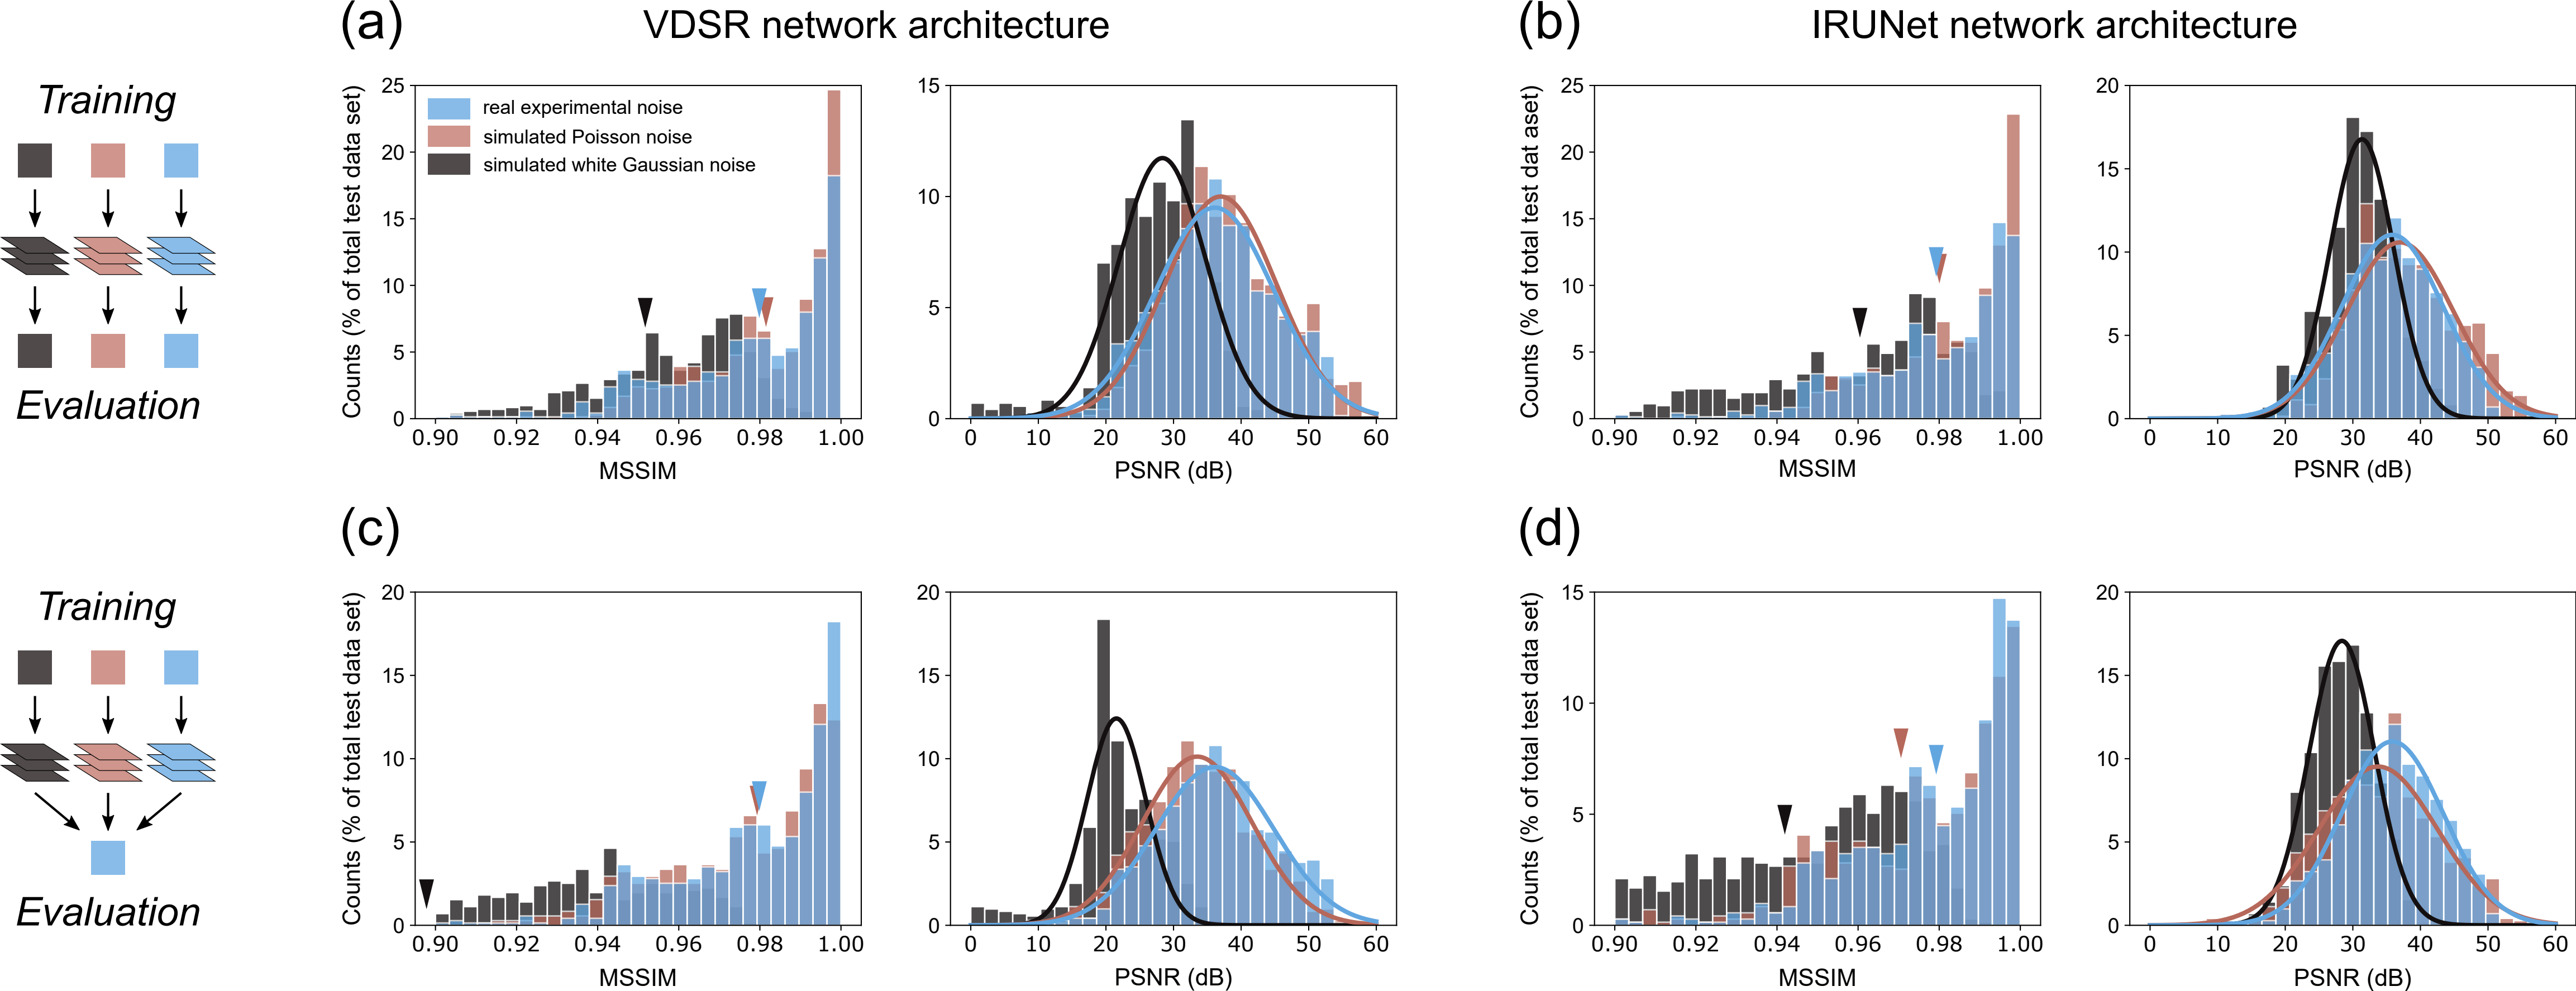 (a) VDSR network architecture
(b) IRUNet network architecture
Training
Evaluation
Counts (% of total test data set)
25
20
15
10
5
0
real experimental noise
simulated Poisson noise
simulated white Gaussian noise
0.90 0.92 0.94 0.96 0.98 1.00
MSSIM
15
10
5
0
0 10 20 30 40 50 60
PSNR (dB)
Counts (% of total test dat aset)
25
20
15
10
5
0
0.90 0.92 0.94 0.96 0.98 1.00
MSSIM
20
15
10
5
0
0 10 20 30 40 50 60
PSNR (dB)
(c)
(d)
Training
Evaluation
Counts (% of total test data set)
20
15
10
5
0
0.90 0.92 0.94 0.96 0.98 1.00
MSSIM
20
15
10
5
0
0 10 20 30 40 50 60
PSNR (dB)
Counts (% of total test data set)
15
10
5
0
0.90 0.92 0.94 0.96 0.98 1.00
MSSIM
20
15
10
5
0
0 10 20 30 40 50 60
PSNR (dB)